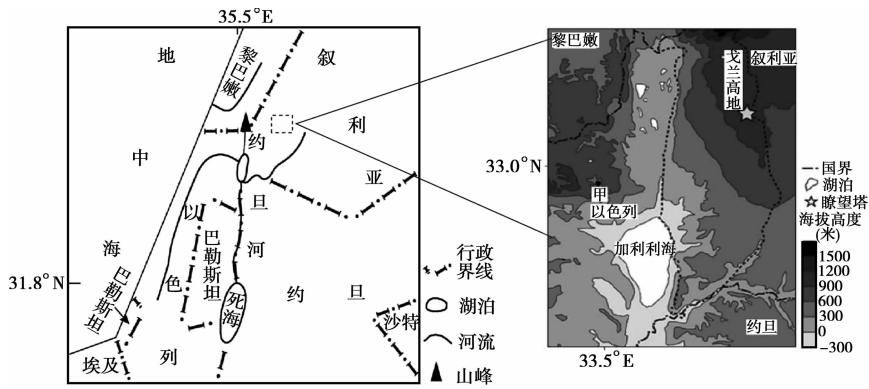 35.5°E
地
中
海
黎巴嫩
叙
利
亚
约
旦
河
以
色
列
巴勒斯坦
31.8°N
巴勒斯坦
死海
约 旦
沙特
埃及
行政
界线
湖泊
河流
山峰
黎巴嫩
戈兰高地
叙利亚
33.0°N
甲
以色列
加利利海
约旦
33.5°E
国界
湖泊
瞭望塔
海拔高度
(米)
1500
1200
900
600
300
0
-300